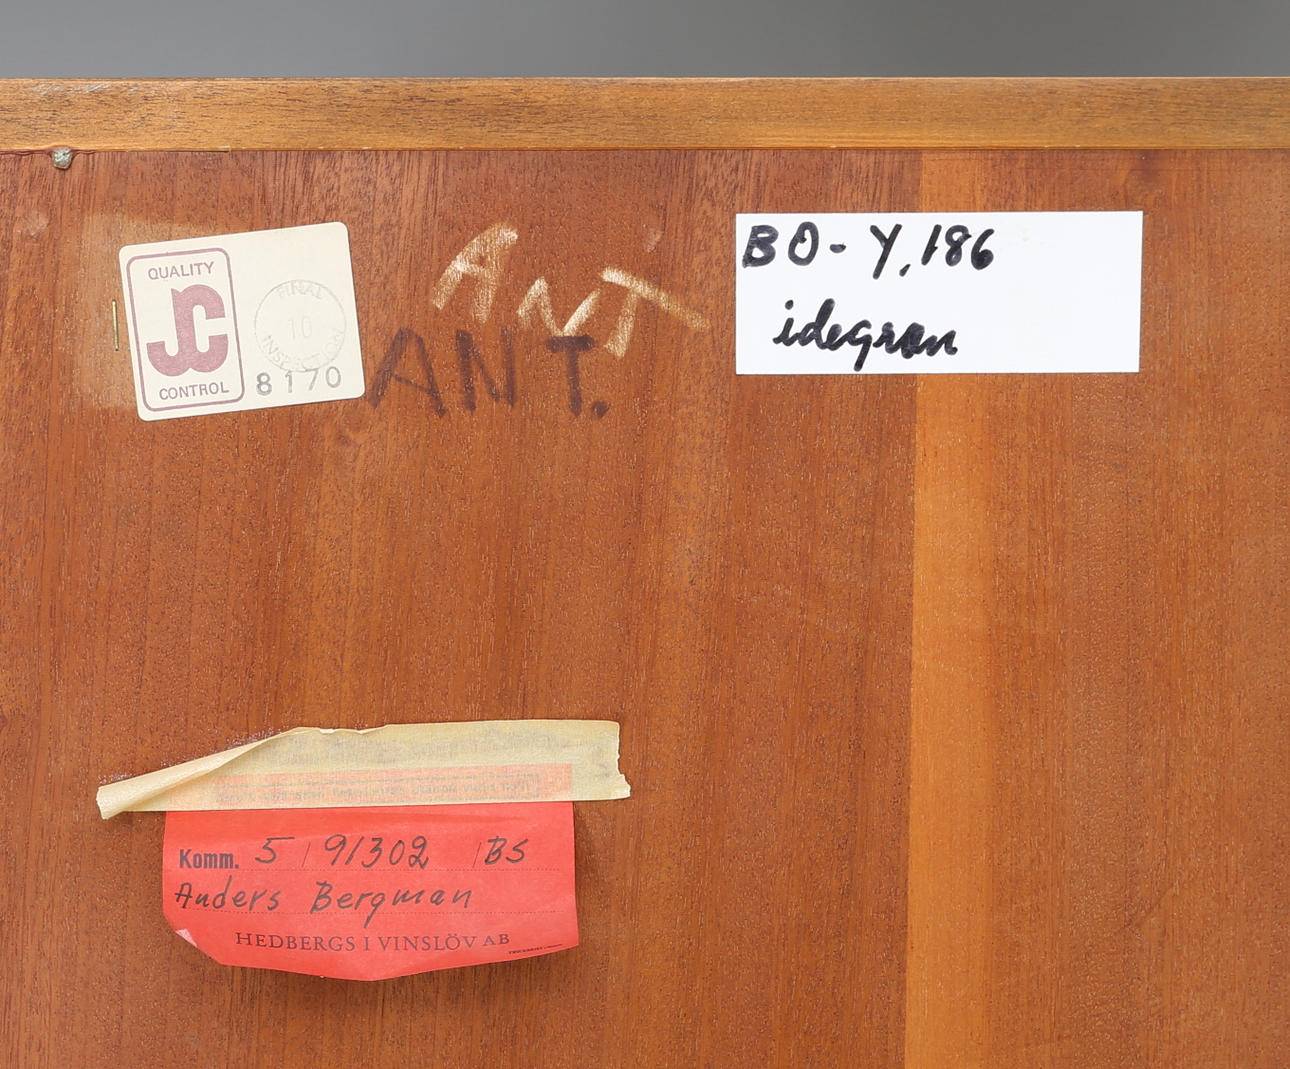 QUALITY
JC
CONTROL
FINAL
10
INSPECTION
8170
ANT
ANT.
BO-Y,186
idegran
Komm. 5 / 91302 / BS
Anders Bergman
HEDBERGS I VINSLÖV AB